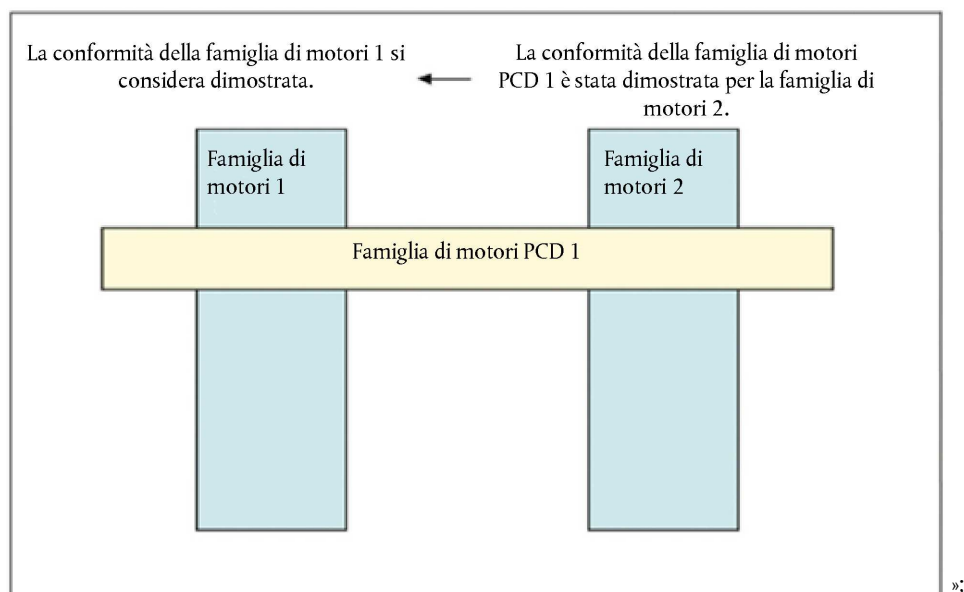 La conformità della famiglia di motori 1 si
considera dimostrata.
La conformità della famiglia di motori
PCD 1 è stata dimostrata per la famiglia di
motori 2.
Famiglia di
motori 1
Famiglia di
motori 2
Famiglia di motori PCD 1
»;